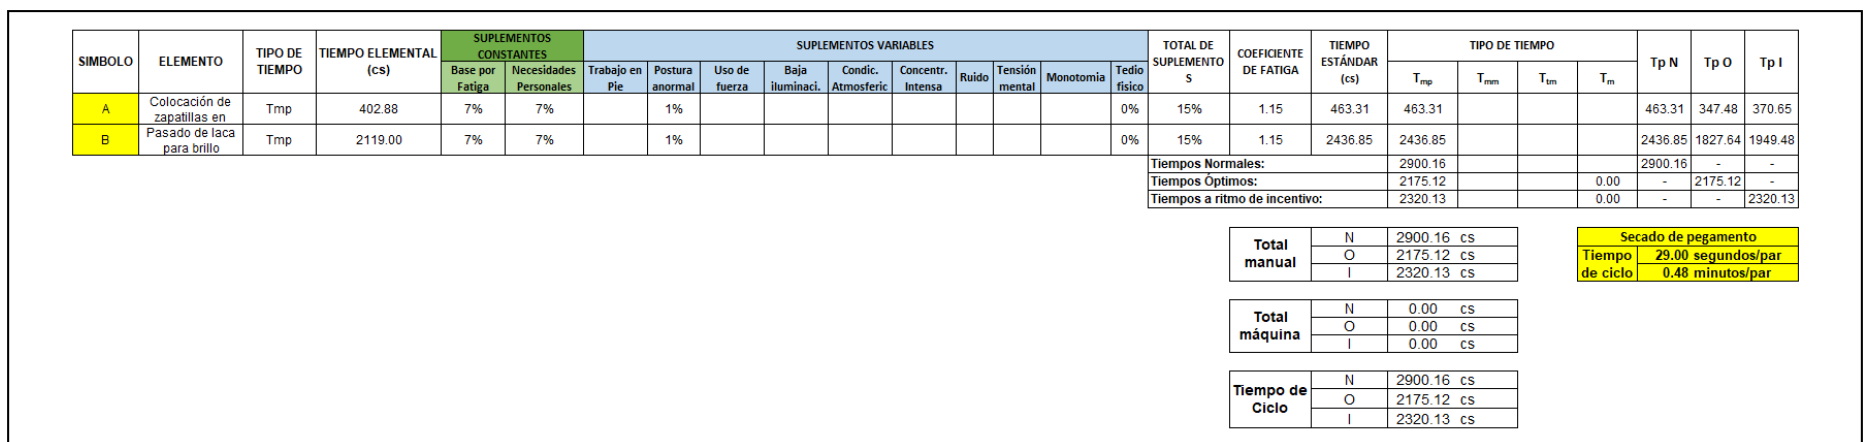 SUPLEMENTOS CONSTANTES SUPLEMENTOS VARIABLES
SIMBOLO ELEMENTO TIPO DE TIEMPO TIEMPO ELEMENTAL (cs) Base por Fatiga Necesidades Personales Trabajo en Pie Postura anormal Uso de fuerza Baja iluminaci. Condic. Atmosferic Concentr. Intensa Ruido Tensión mental Monotomia Tedio fisico TOTAL DE SUPLEMENTO S COEFICIENTE DE FATIGA TIEMPO ESTÁNDAR (cs) TIPO DE TIEMPO Tmp Tmm Ttm Tm Tp N Tp O Tp I
A Colocación de zapatillas en Tmp 402.88 7% 7% 1% 0% 15% 1.15 463.31 463.31 463.31 347.48 370.65
B Pasado de laca para brillo Tmp 2119.00 7% 7% 1% 0% 15% 1.15 2436.85 2436.85 2436.85 1827.64 1949.48
Tiempos Normales: 2900.16 2900.16 - -
Tiempos Óptimos: 2175.12 0.00 - 2175.12 -
Tiempos a ritmo de incentivo: 2320.13 0.00 - - 2320.13
Total manual
N 2900.16 cs
O 2175.12 cs
I 2320.13 cs
Secado de pegamento
Tiempo de ciclo
29.00 segundos/par
0.48 minutos/par
Total máquina
N 0.00 cs
O 0.00 cs
I 0.00 cs
Tiempo de Ciclo
N 2900.16 cs
O 2175.12 cs
I 2320.13 cs